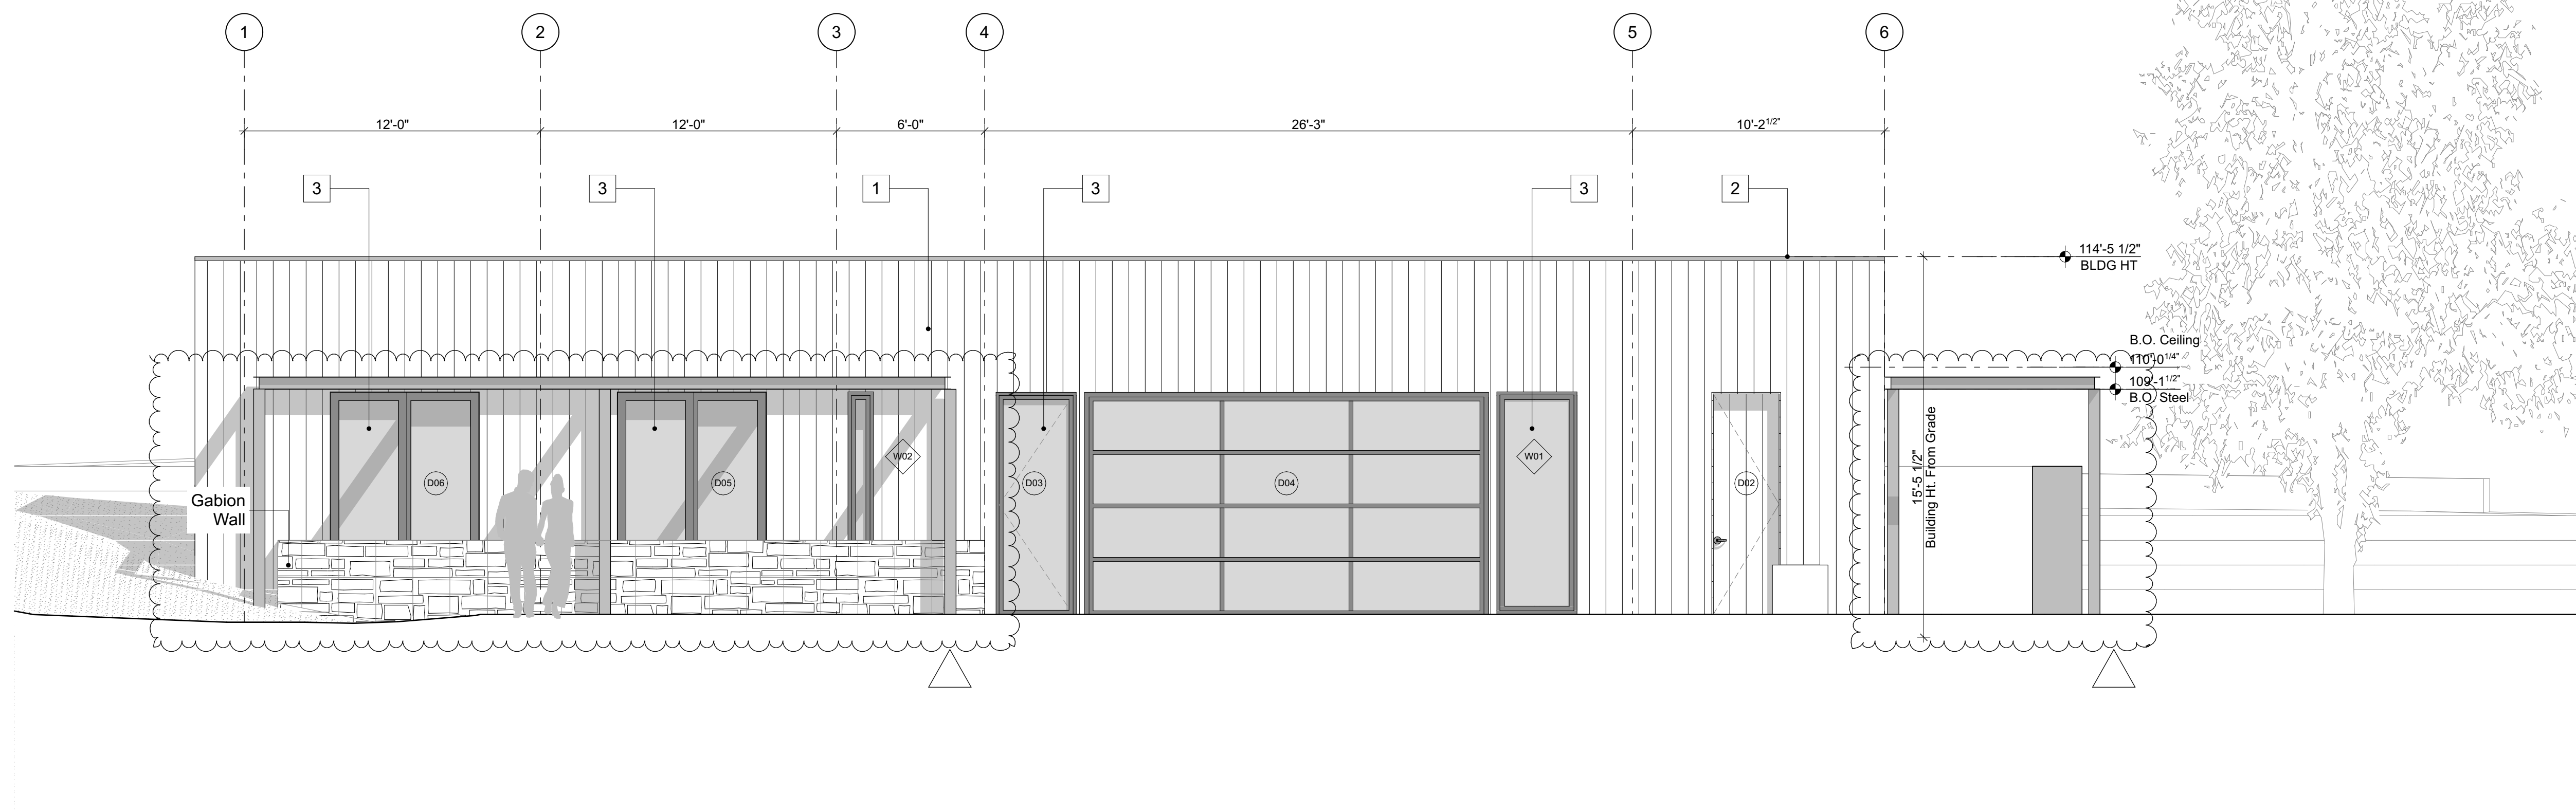 1 2 3 4 5 6
12'-0" 12'-0" 6'-0" 26'-3" 10'-2 1/2"
3 3 1 3 3 2
114'-5 1/2"
BLDG HT
B.O. Ceiling
110'-0 1/4"
109'-1 1/2"
B.O. Steel
W02 W01
D06 D05 D03 D04 D02
Gabion
Wall
15'-5 1/2"
Building Ht. From Grade